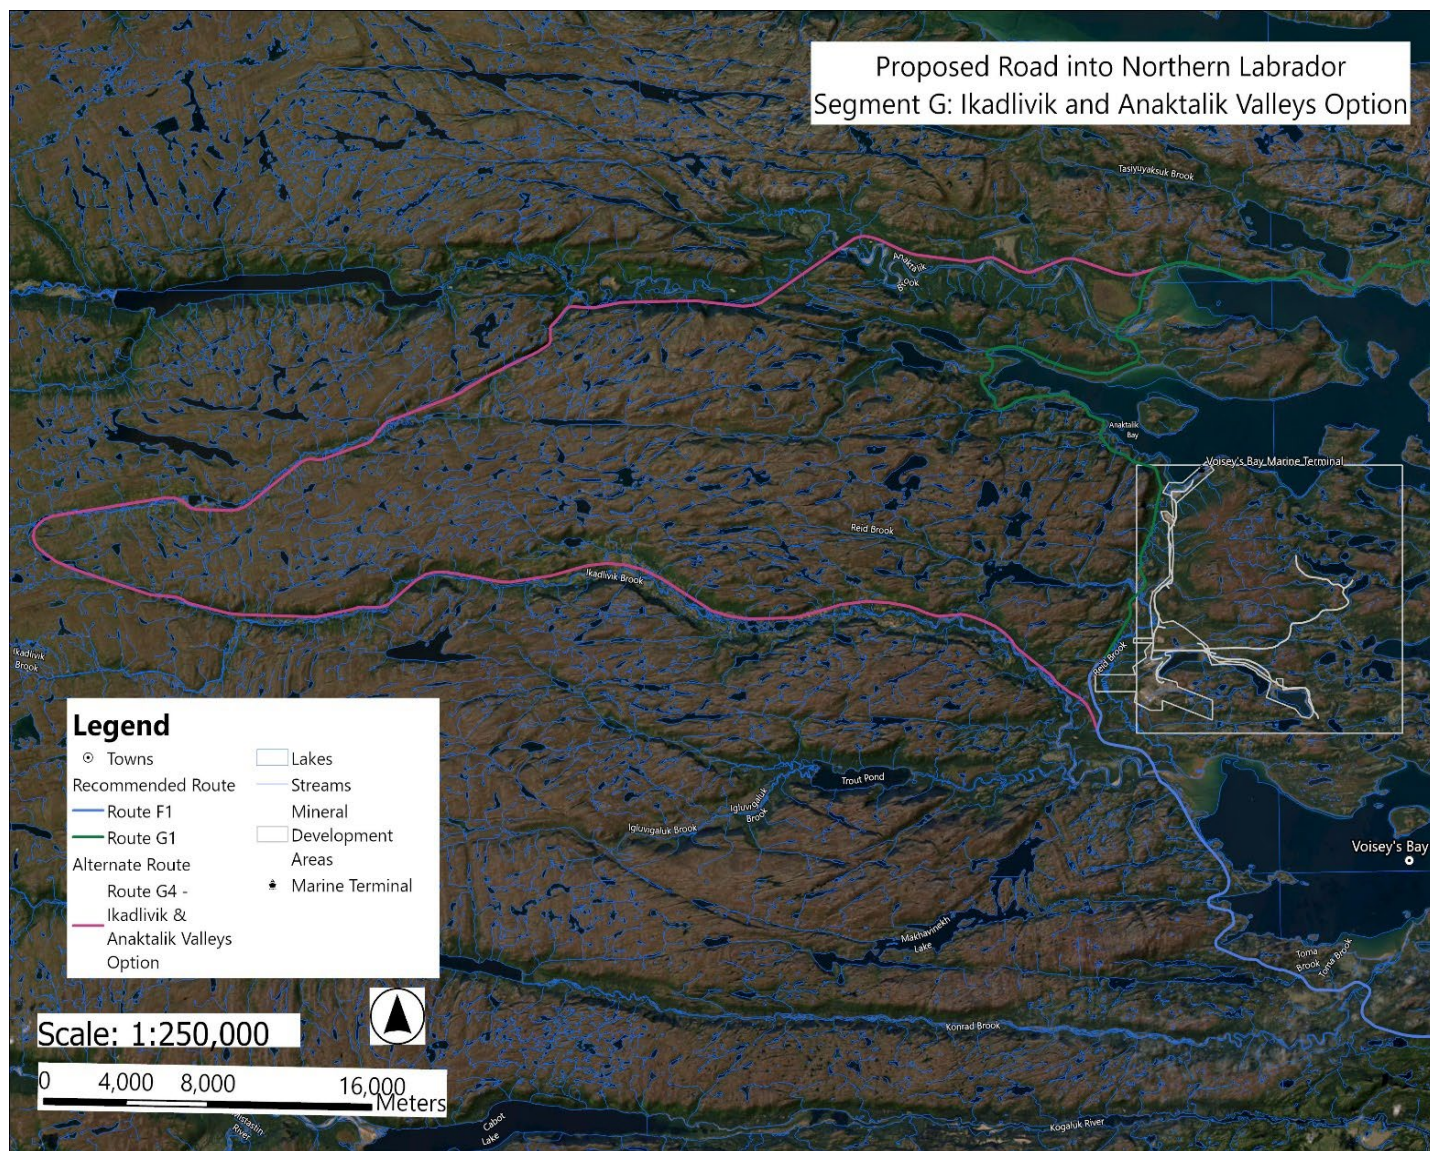 Proposed Road into Northern Labrador
Segment G: Ikadlivik and Anaktalik Valleys Option
Tasiyuyaksuk Brook
Anaktalik
Brook
Anaktalik
Bay
Voisey's Bay Marine Terminal
Reid Brook
Ikadlivik Brook
Ikadlivik
Brook
Reid Brook
Trout Pond
Igluvigaluk
Brook
Igluvigaluk Brook
Voisey's Bay
Makhavinekh
Lake
Toma
Brook
Toma Brook
Konrad Brook
Kogaluk River
Cabot
Lake
River
Legend
Towns
Recommended Route
Route F1
Route G1
Alternate Route
Route G4 -
Ikadlivik &
Anaktalik Valleys
Option
Lakes
Streams
Mineral
Development
Areas
Marine Terminal
Scale: 1:250,000
0 4,000 8,000 16,000
Meters